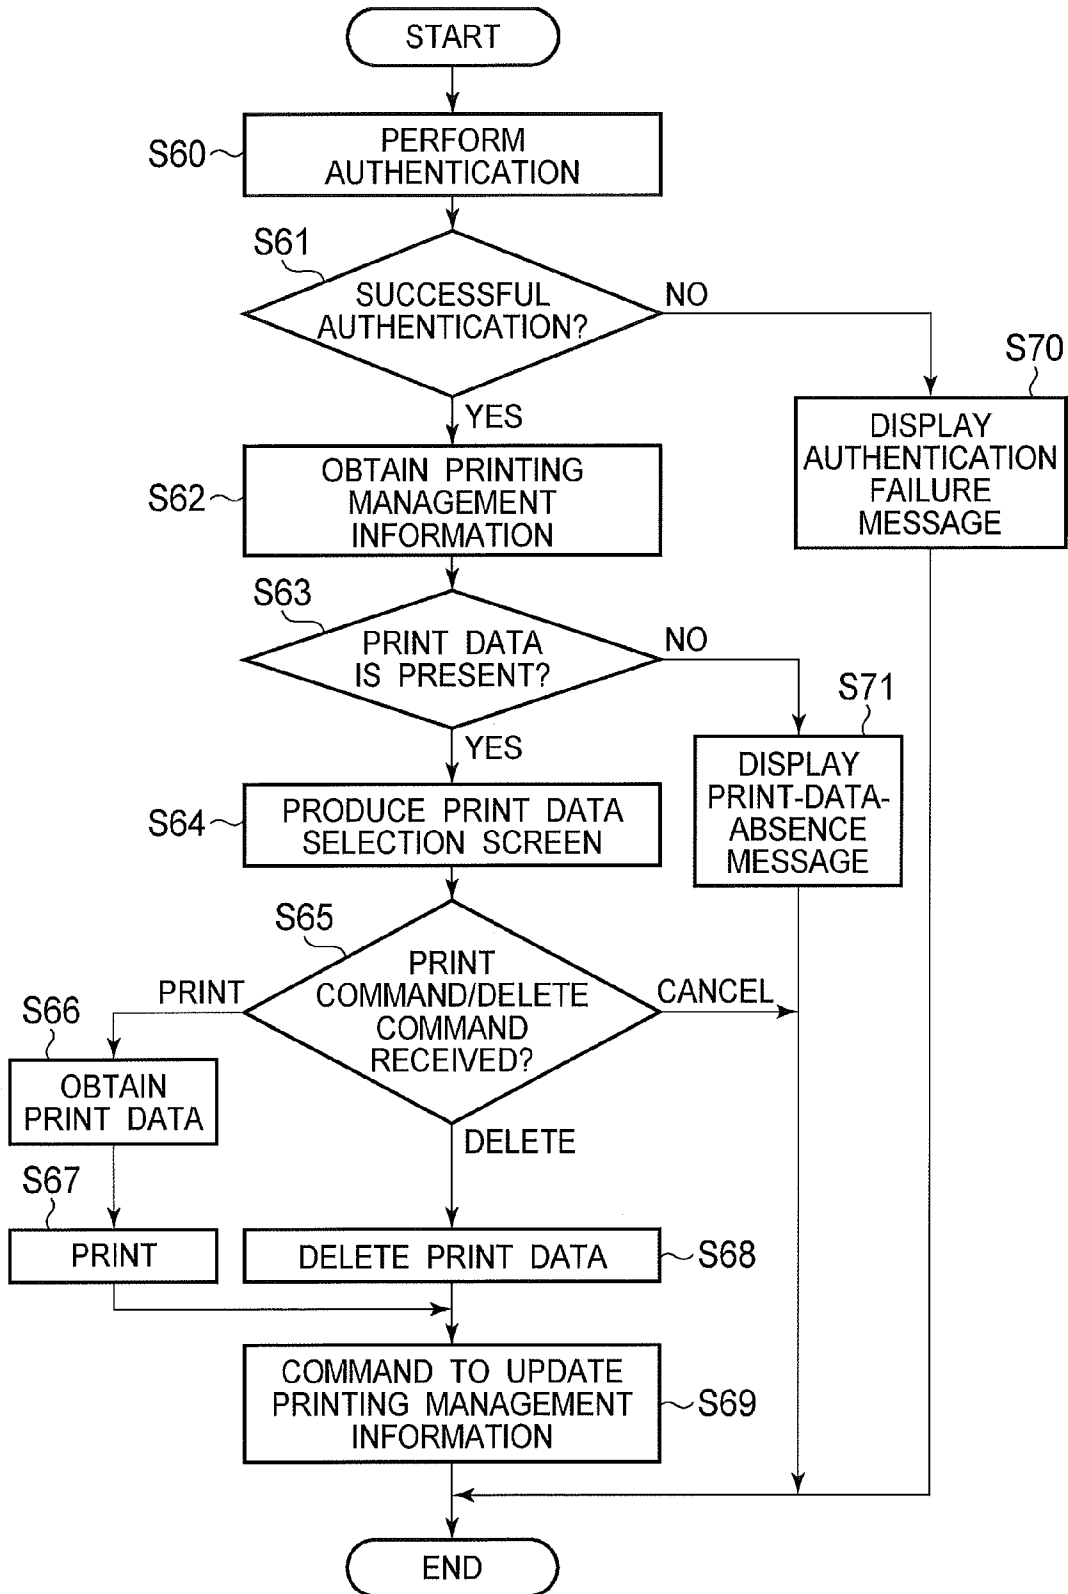 START
S60
PERFORM
AUTHENTICATION
S61
SUCCESSFUL
AUTHENTICATION?
NO
YES
S70
DISPLAY
AUTHENTICATION
FAILURE
MESSAGE
S62
OBTAIN PRINTING
MANAGEMENT
INFORMATION
S63
PRINT DATA
IS PRESENT?
NO
YES
S71
DISPLAY
PRINT-DATA-
ABSENCE
MESSAGE
S64
PRODUCE PRINT DATA
SELECTION SCREEN
S65
PRINT
COMMAND/DELETE
COMMAND
RECEIVED?
PRINT
CANCEL
DELETE
S66
OBTAIN
PRINT DATA
S67
PRINT
DELETE PRINT DATA
S68
COMMAND TO UPDATE
PRINTING MANAGEMENT
INFORMATION
S69
END